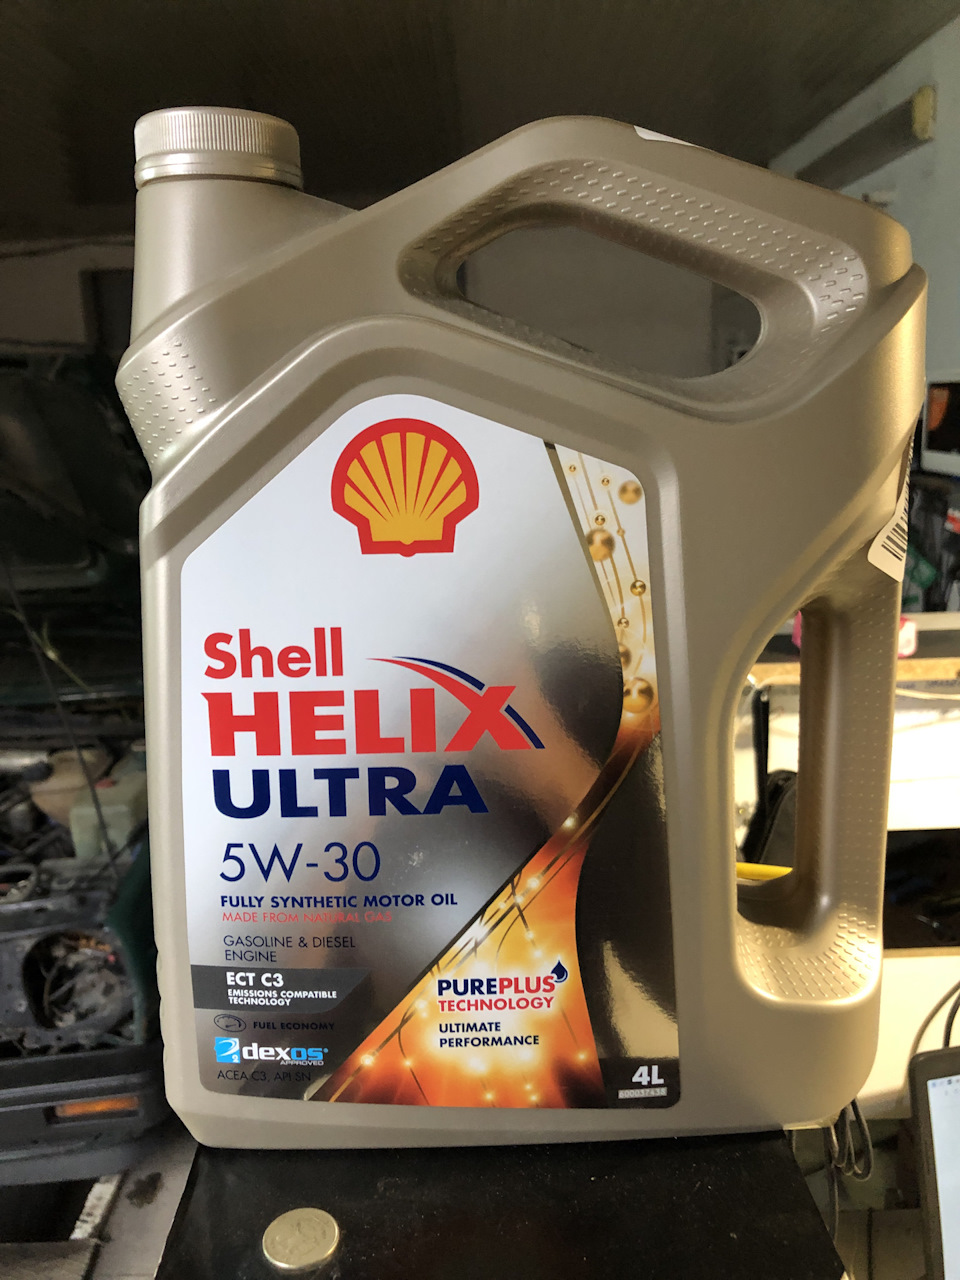 Shell
HELIX
ULTRA
5W-30
FULLY SYNTHETIC MOTOR OIL
MADE FROM NATURAL GAS
GASOLINE & DIESEL
ENGINE
ECT C3
EMISSIONS COMPATIBLE
TECHNOLOGY
FUEL ECONOMY
2 dexos®
APPROVED
ACEA C3, API SN
PUREPLUS
TECHNOLOGY
ULTIMATE
PERFORMANCE
4L